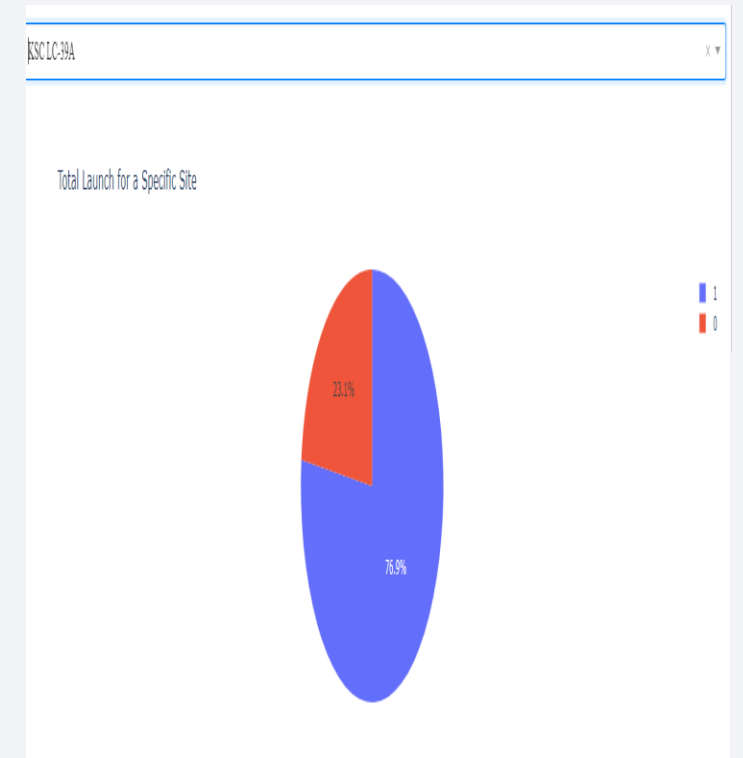 KSC LC-39A
x ▼
Total Launch for a Specific Site
1
0
23.1%
76.9%